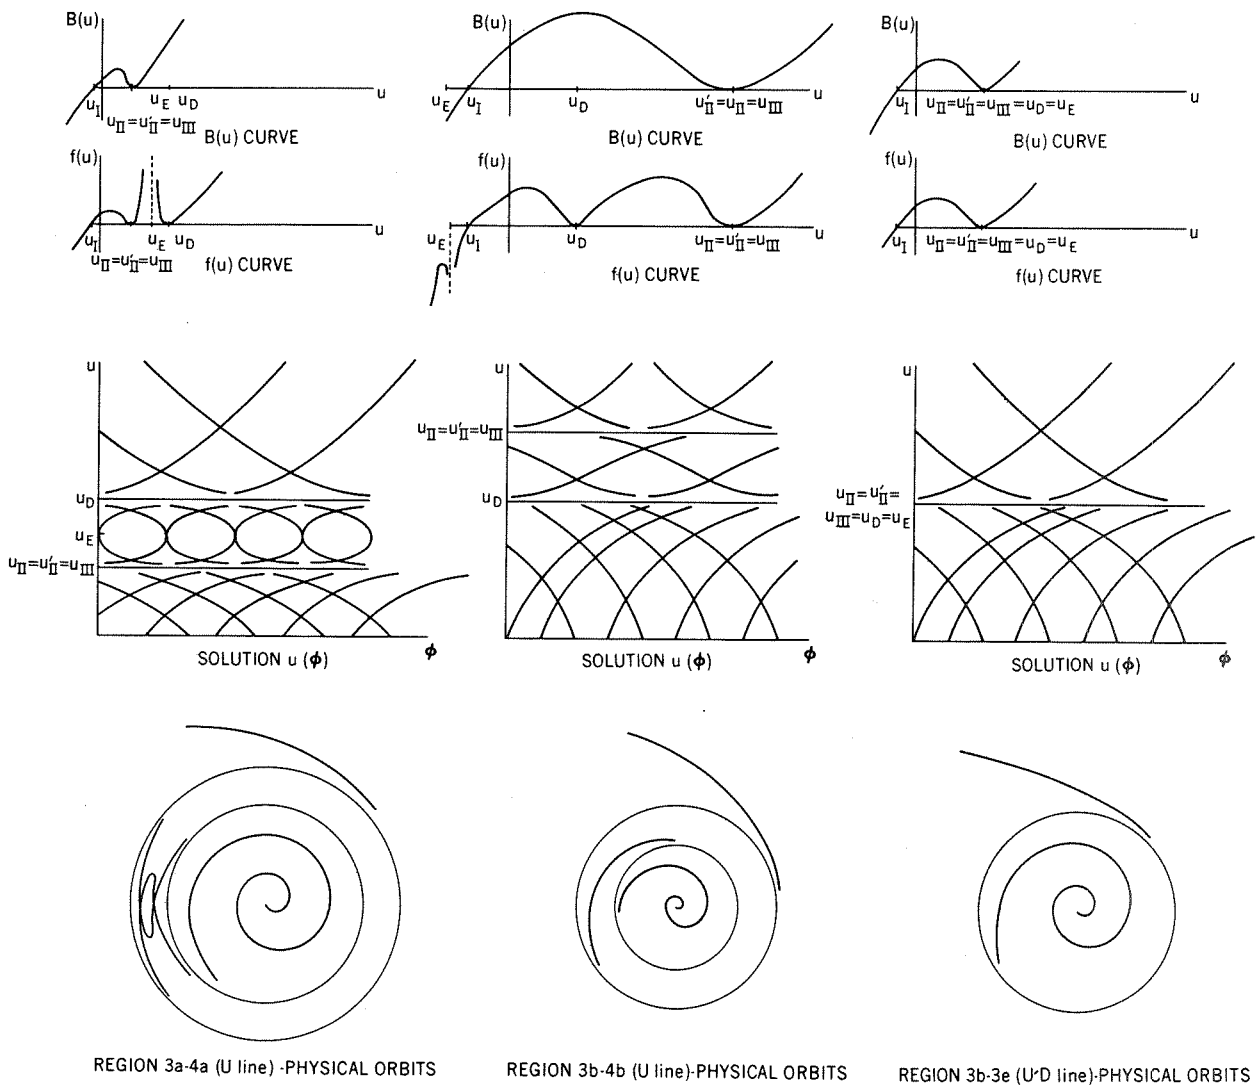 B(u)
u_I
u_E u_D
u
u_II=u'_II=u_III
B(u) CURVE
B(u)
u_E
u_I
u_D
u'_II=u_II=u_III
u
B(u) CURVE
B(u)
u_I
u_II=u'_II=u_III=u_D=u_E
u
B(u) CURVE
f(u)
u_I
u_E u_D
u
u_II=u'_II=u_III
f(u) CURVE
f(u)
u_E
u_I
u_D
u_II=u'_II=u_III
u
f(u) CURVE
f(u)
u_I
u_II=u'_II=u_III=u_D=u_E
u
f(u) CURVE
u
u_D
u_E
u_II=u'_II=u_III
ϕ
SOLUTION u (ϕ)
u
u_II=u'_II=u_III
u_D
ϕ
SOLUTION u (ϕ)
u
u_II=u'_II=
u_III=u_D=u_E
ϕ
SOLUTION u (ϕ)
REGION 3a-4a (U line) -PHYSICAL ORBITS
REGION 3b-4b (U line)-PHYSICAL ORBITS
REGION 3b-3e (U'D line)-PHYSICAL ORBITS